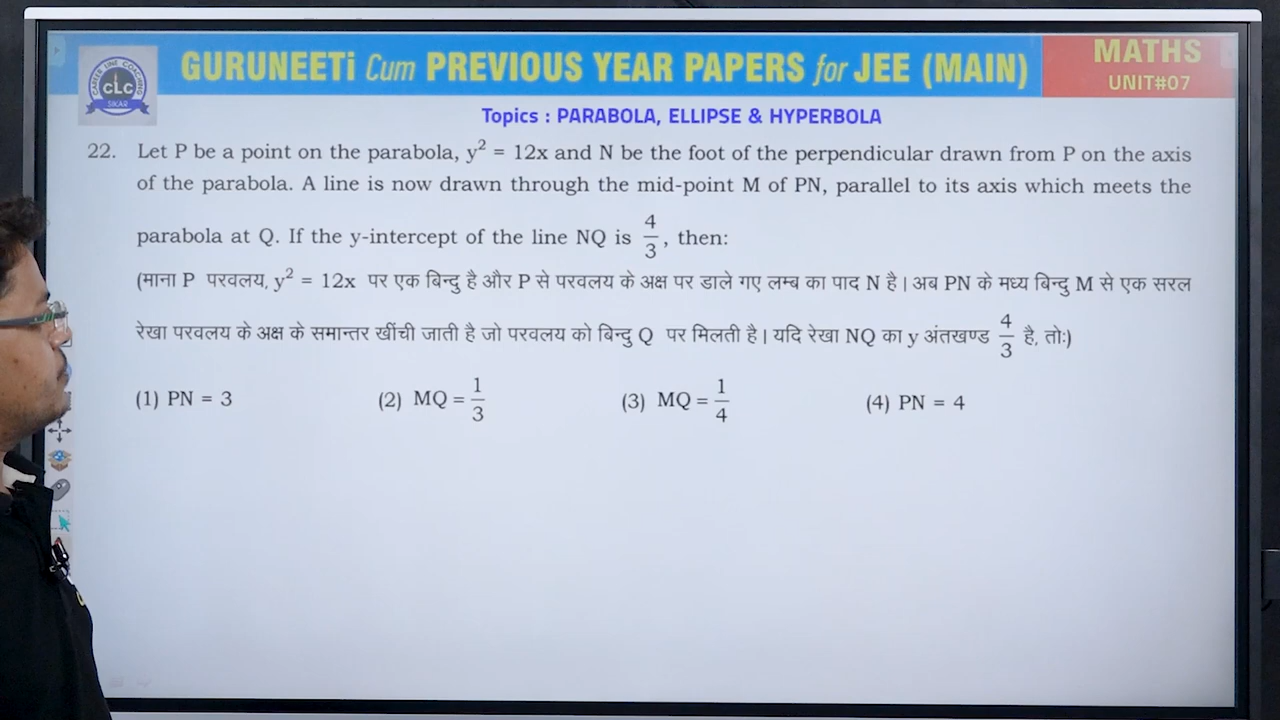 CAREER LINE COACHING
CLC
SIKAR
GURUNEETi Cum PREVIOUS YEAR PAPERS for JEE (MAIN)
MATHS
UNIT#07
Topics : PARABOLA, ELLIPSE & HYPERBOLA
22. Let P be a point on the parabola, y² = 12x and N be the foot of the perpendicular drawn from P on the axis
of the parabola. A line is now drawn through the mid-point M of PN, parallel to its axis which meets the
parabola at Q. If the y-intercept of the line NQ is 4/3, then:
(माना P परवलय, y² = 12x पर एक बिन्दु है और P से परवलय के अक्ष पर डाले गए लम्ब का पाद N है। अब PN के मध्य बिन्दु M से एक सरल
रेखा परवलय के अक्ष के समान्तर खींची जाती है जो परवलय को बिन्दु Q पर मिलती है। यदि रेखा NQ का y अंतखण्ड 4/3 है, तोः)
(1) PN = 3 (2) MQ = 1/3 (3) MQ = 1/4 (4) PN = 4